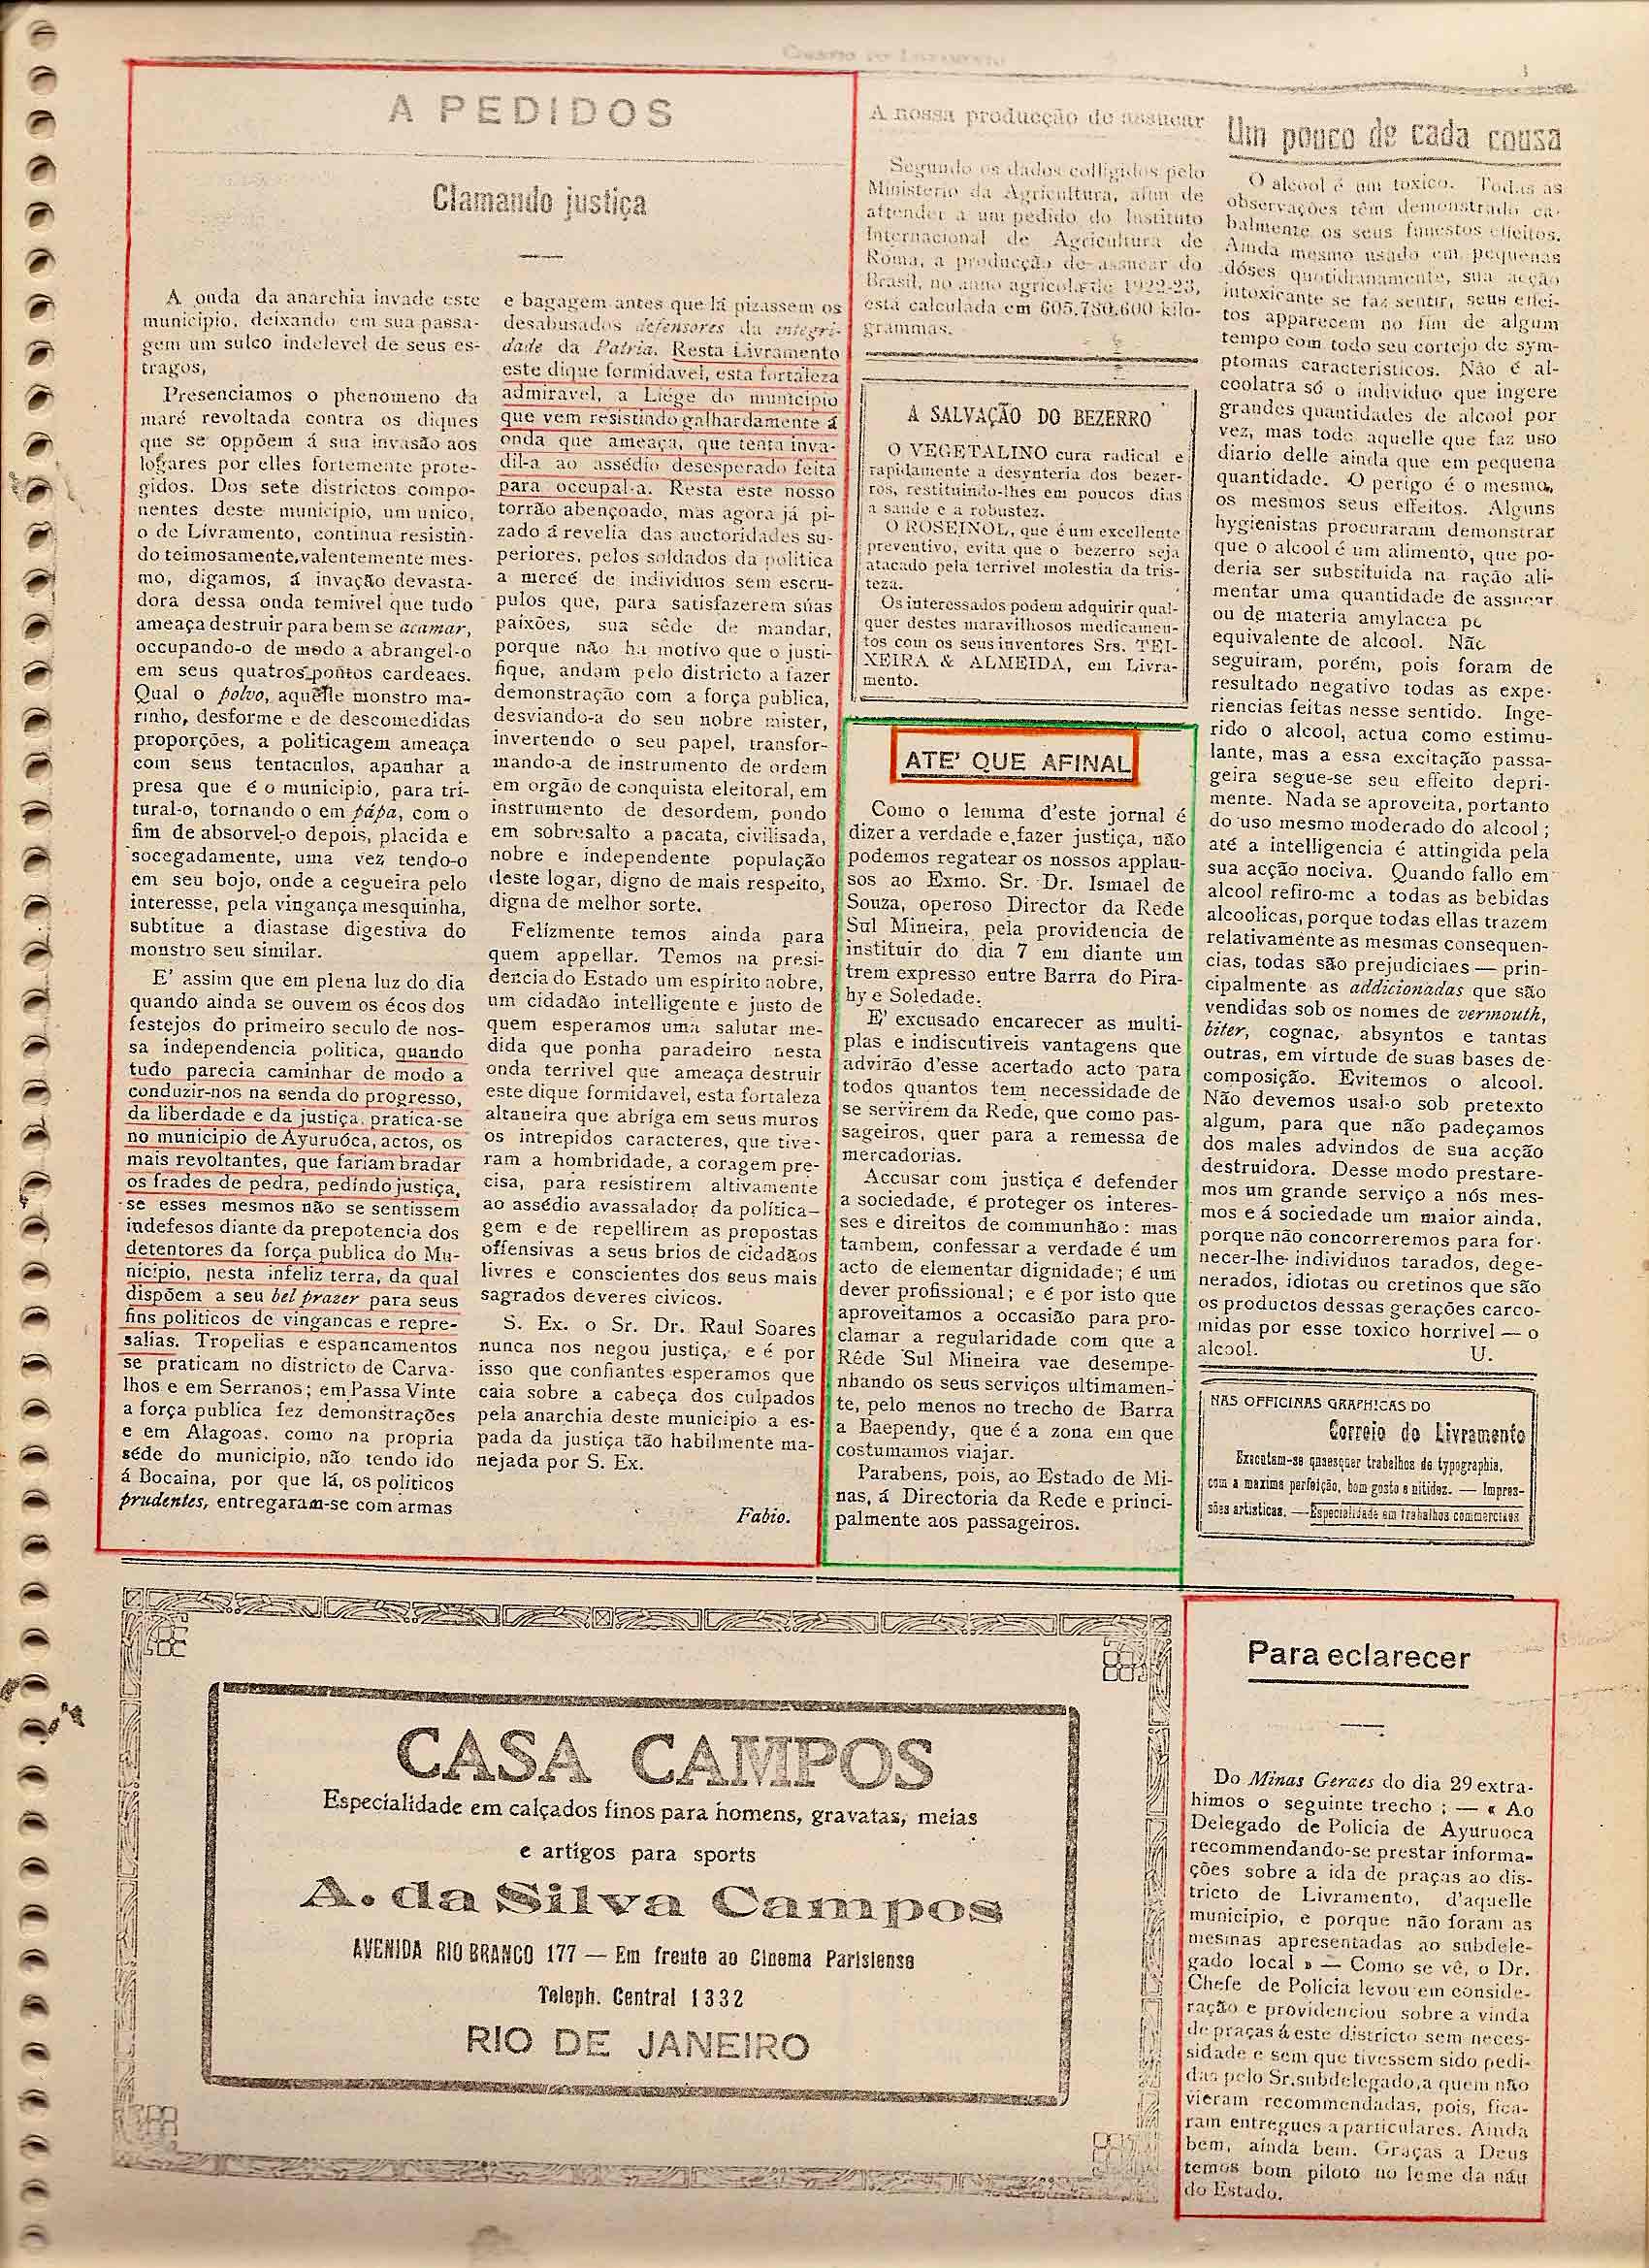 A PEDIDOS
Clamando justiça
A onda da anarchia invade este
municipio, deixando em sua passa-
gem um sulco indelevel de seus es-
tragos,
Presenciamos o phenomeno da
maré revoltada contra os diques
que se oppõem á sua invasão aos
logares por elles fortemente prote-
gidos. Dos sete districtos compo-
nentes deste municipio, um unico,
o de Livramento, continua resistin-
do teimosamente, valentemente mes-
mo, digamos, á invação devasta-
dora dessa onda temivel que tudo
ameaça destruir para bem se acamar,
occupando-o de modo a abrangel-o
em seus quatros pontos cardeaes.
Qual o polvo, aquelle monstro ma-
rinho, desforme e de descomedidas
proporções, a politicagem ameaça
com seus tentaculos, apanhar a
presa que é o municipio, para tri-
tural-o, tornando o em pápa, com o
fim de absorvel-o depois, placida e
socegadamente, uma vez tendo-o
em seu bojo, onde a cegueira pelo
interesse, pela vingança mesquinha,
subtitue a diastase digestiva do
monstro seu similar.
E' assim que em plena luz do dia
quando ainda se ouvem os écos dos
festejos do primeiro seculo de nos-
sa independencia politica, quando
tudo parecia caminhar de modo a
conduzir-nos na senda do progresso,
da liberdade e da justiça, pratica-se
no municipio de Ayuruóca, actos, os
mais revoltantes, que fariam bradar
os frades de pedra, pedindo justiça,
se esses mesmos não se sentissem
indefesos diante da prepotencia dos
detentores da força publica do Mu-
nicipio, nesta infeliz terra, da qual
dispõem a seu bel prazer para seus
fins politicos de vinganças e repre-
salias. Tropelias e espancamentos
se praticam no districto de Carva-
lhos e em Serranos; em Passa Vinte
a força publica fez demonstrações
e em Alagoas, como na propria
séde do municipio, não tendo ido
á Bocaina, por que lá, os politicos
prudentes, entregaram-se com armas
e bagagem antes que lá pizassem os
desabusados defensores da integri-
dade da Patria. Resta Livramento
este dique formidavel, esta fortaleza
admiravel, a Liége do municipio
que vem resistindo galhardamente á
onda que ameaça, que tenta inva-
dil-a ao assédio desesperado feita
para occupal-a. Resta este nosso
torrão abençoado, mas agora já pi-
zado á revelia das auctoridades su-
periores, pelos soldados da politica
a mercê de individuos sem escru-
pulos que, para satisfazerem súas
paixões, sua sêde de mandar,
porque não ha motivo que o justi-
fique, andam pelo districto a fazer
demonstração com a força publica,
desviando-a do seu nobre mister,
invertendo o seu papel, transfor-
mando-a de instrumento de ordem
em orgão de conquista eleitoral, em
instrumento de desordem, pondo
em sobresalto a pacata, civilisada,
nobre e independente população
deste logar, digno de mais respeito,
digna de melhor sorte.
Felizmente temos ainda para
quem appellar. Temos na presi-
dencia do Estado um espirito nobre,
um cidadão intelligente e justo de
quem esperamos uma salutar me-
dida que ponha paradeiro nesta
onda terrivel que ameaça destruir
este dique formidavel, esta fortaleza
altaneira que abriga em seus muros
os intrepidos caracteres, que tive-
ram a hombridade, a coragem pre-
cisa, para resistirem altivamente
ao assédio avassalador da politica-
gem e de repellirem as propostas
offensivas a seus brios de cidadãos
livres e conscientes dos seus mais
sagrados deveres civicos.
S. Ex. o Sr. Dr. Raul Soares
nunca nos negou justiça, e é por
isso que confiantes esperamos que
caia sobre a cabeça dos culpados
pela anarchia deste municipio a es-
pada da justiça tão habilmente ma-
nejada por S. Ex.
Fabio.
A nossa producção de assucar
Segundo os dados colligidos pelo
Ministerio da Agricultura, afim de
attender a um pedido do Instituto
Internacional de Agricultura de
Roma, a producção de assucar do
Brasil, no anno agricola de 1922-23,
está calculada em 605.780.600 kilo-
grammas.
A SALVAÇÃO DO BEZERRO
O VEGETALINO cura radical e
rapidamente a desynteria dos bezer-
ros, restituindo-lhes em poucos dias
a saude e a robustez.
O ROSEINOL, que é um excellente
preventivo, evita que o bezerro seja
atacado pela terrivel molestia da tris-
teza.
Os interessados podem adquirir qual-
quer destes maravilhosos medicamen-
tos com os seus inventores Srs. TEI-
XEIRA & ALMEIDA, em Livra-
mento.
ATE' QUE AFINAL
Como o lemma d'este jornal é
dizer a verdade e fazer justiça, não
podemos regatear os nossos applau-
sos ao Exmo. Sr. Dr. Ismael de
Souza, operoso Director da Rede
Sul Mineira, pela providencia de
instituir do dia 7 em diante um
trem expresso entre Barra do Pira-
hy e Soledade.
E' excusado encarecer as multi-
plas e indiscutiveis vantagens que
advirão d'esse acertado acto para
todos quantos tem necessidade de
se servirem da Rede, que como pas-
sageiros, quer para a remessa de
mercadorias.
Accusar com justiça é defender
a sociedade, é proteger os interes-
ses e direitos de communhão: mas
tambem, confessar a verdade é um
acto de elementar dignidade; é um
dever profissional; e é por isto que
aproveitamos a occasião para pro-
clamar a regularidade com que a
Rêde Sul Mineira vae desempe-
nhando os seus serviços ultimamen-
te, pelo menos no trecho de Barra
a Baependy, que é a zona em que
costumamos viajar.
Parabens, pois, ao Estado de Mi-
nas, á Directoria da Rede e princi-
palmente aos passageiros.
Um pouco de cada cousa
O alcool é um toxico. Todas as
observações têm demonstrado ca-
balmente os seus funestos effeitos.
Ainda mesmo usado em pequenas
dóses quotidianamente, sua acção
intoxicante se faz sentir, seus effei-
tos apparecem no fim de algum
tempo com todo seu cortejo de sym-
ptomas caracteristicos. Não é al-
coolatra só o individuo que ingere
grandes quantidades de alcool por
vez, mas todo aquelle que faz uso
diario delle ainda que em pequena
quantidade. O perigo é o mesmo,
os mesmos seus effeitos. Alguns
hygienistas procuraram demonstrar
que o alcool é um alimento, que po-
deria ser substituida na ração ali-
mentar uma quantidade de assucar
ou de materia amylacea
equivalente de alcool. Não
seguiram, porém, pois foram de
resultado negativo todas as expe-
riencias feitas nesse sentido. Inge-
rido o alcool, actua como estimu-
lante, mas a essa excitação passa-
geira segue-se seu effeito depri-
mente. Nada se aproveita, portanto
do uso mesmo moderado do alcool;
até a intelligencia é attingida pela
sua acção nociva. Quando fallo em
alcool refiro-me a todas as bebidas
alcoolicas, porque todas ellas trazem
relativamente as mesmas consequen-
cias, todas são prejudiciaes — prin-
cipalmente as addicionadas que são
vendidas sob os nomes de vermouth,
biter, cognac, absyntos e tantas
outras, em virtude de suas bases de
composição. Evitemos o alcool.
Não devemos usal-o sob pretexto
algum, para que não padeçamos
dos males advindos de sua acção
destruidora. Desse modo prestare-
mos um grande serviço a nós mes-
mos e á sociedade um maior ainda,
porque não concorreremos para for-
necer-lhe individuos tarados, dege-
nerados, idiotas ou cretinos que são
os productos dessas gerações carco-
midas por esse toxico horrivel — o
alcool. U.
NAS OFFICINAS GRAPHICAS DO
Correio do Livramento
Executam-se quaesquer trabalhos de typographia,
com a maxima perfeição, bom gosto e nitidez. — Impres-
sões artisticas. — Especialidade em trabalhos commerciaes
CASA CAMPOS
Especialidade em calçados finos para homens, gravatas, meias
e artigos para sports
A. da Silva Campos
AVENIDA RIO BRANCO 177 — Em frente ao Cinema Parisiense
Teleph. Central 1332
RIO DE JANEIRO
Para eclarecer
Do Minas Geraes do dia 29 extra-
himos o seguinte trecho; — « Ao
Delegado de Policia de Ayuruoca
recommendando-se prestar informa-
ções sobre a ida de praças ao dis-
tricto de Livramento, d'aquelle
municipio, e porque não foram as
mesmas apresentadas ao subdele-
gado local » — Como se vê, o Dr.
Chefe de Policia levou em conside-
ração e providenciou sobre a vinda
de praças á este districto sem neces-
sidade e sem que tivessem sido pedi-
das pelo Sr. subdelegado, a quem não
vieram recommendadas, pois, fica-
ram entregues a particulares. Ainda
bem, ainda bem. Graças a Deus
temos bom piloto no leme da náu
do Estado.